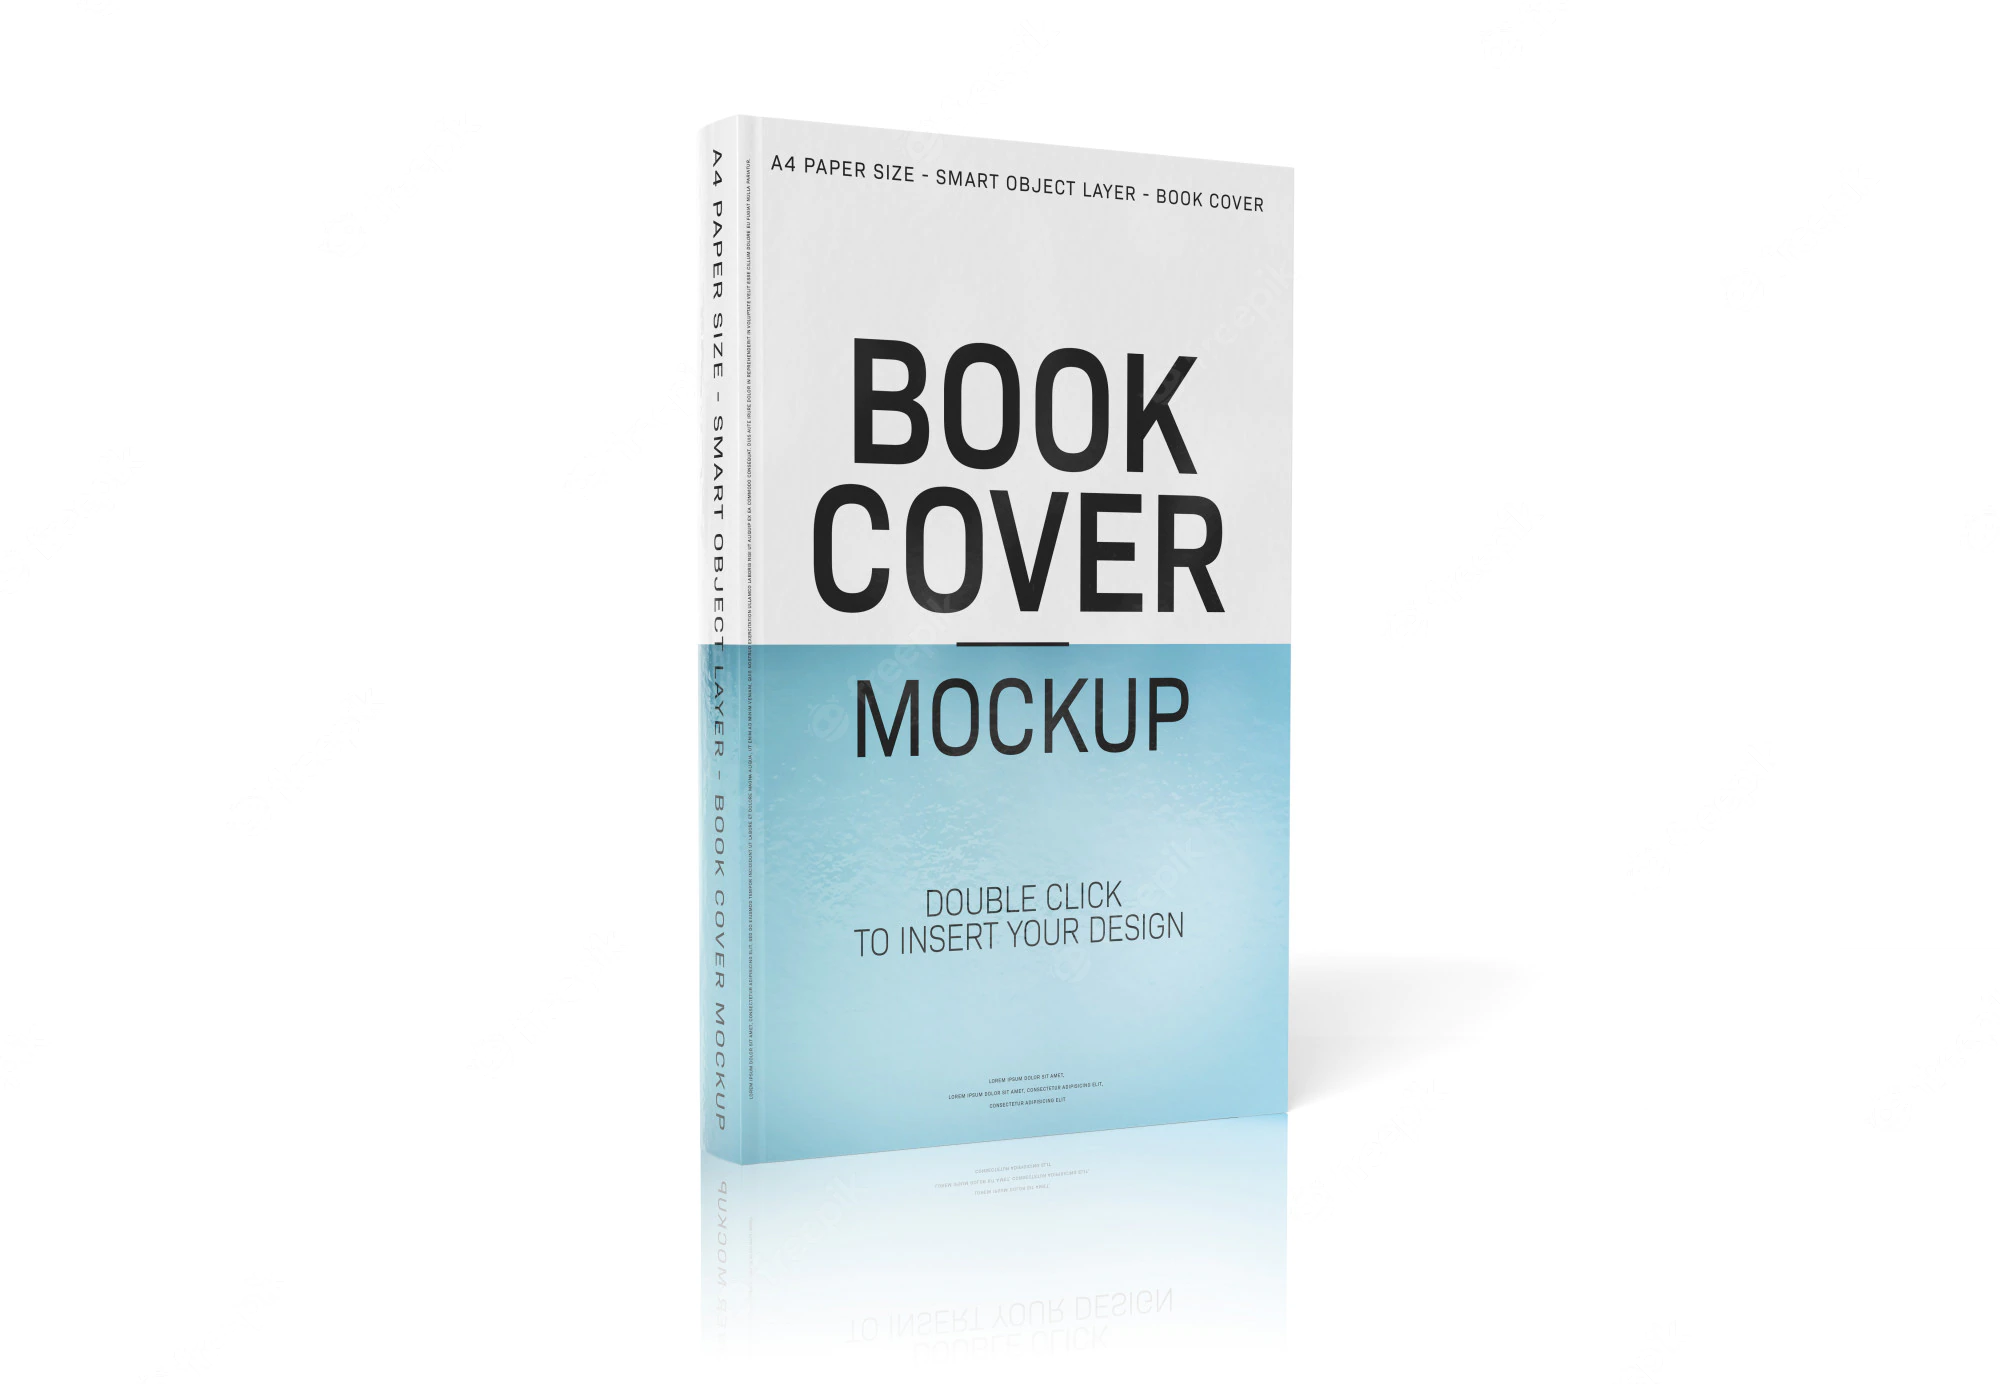 A4 PAPER SIZE - SMART OBJECT LAYER - BOOK COVER
BOOK
COVER
MOCKUP
DOUBLE CLICK
TO INSERT YOUR DESIGN
LOREM IPSUM DOLOR SIT AMET,
LOREM IPSUM DOLOR SIT AMET, CONSECTETUR ADIPISICING ELIT,
CONSECTETUR ADIPISICING ELIT
A4 PAPER SIZE - SMART OBJECT LAYER - BOOK COVER MOCKUP
freepik